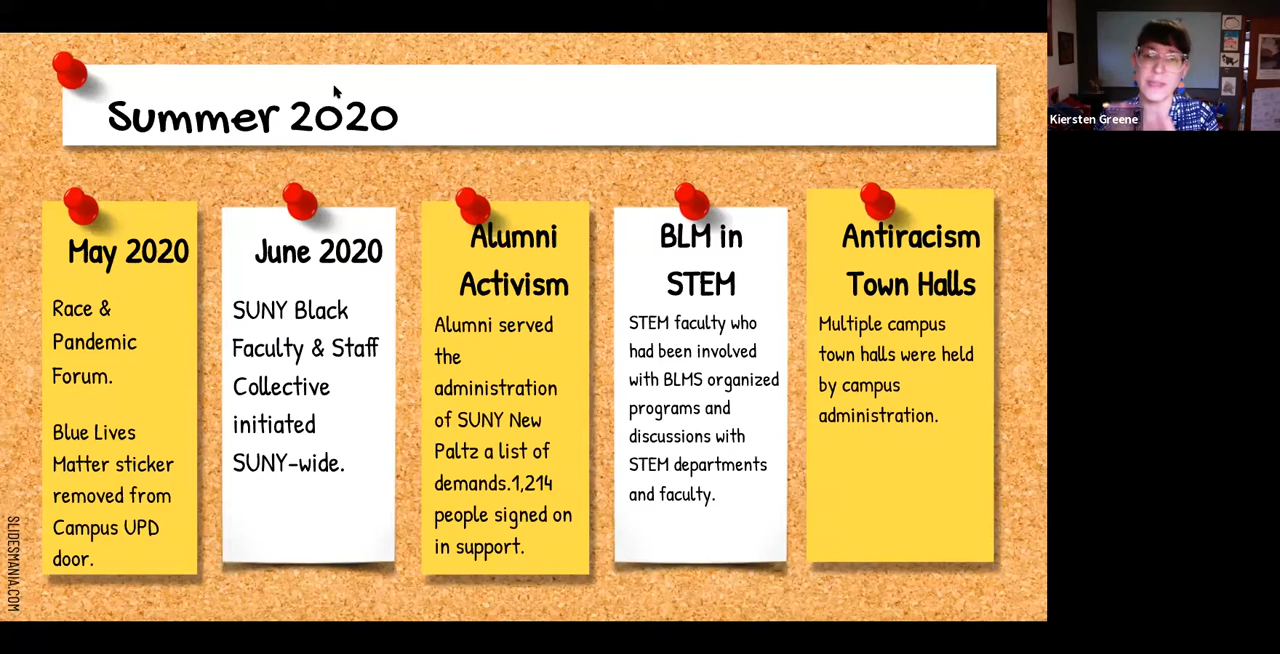 Summer 2020
May 2020
Race &
Pandemic
Forum.
Blue Lives
Matter sticker
removed from
Campus UPD
door.
June 2020
SUNY Black
Faculty & Staff
Collective
initiated
SUNY-wide.
Alumni
Activism
Alumni served
the
administration
of SUNY New
Paltz a list of
demands.1,214
people signed on
in support.
BLM in
STEM
STEM faculty who
had been involved
with BLMS organized
programs and
discussions with
STEM departments
and faculty.
Antiracism
Town Halls
Multiple campus
town halls were held
by campus
administration.
SLIDESMANIA.COM
Kiersten Greene